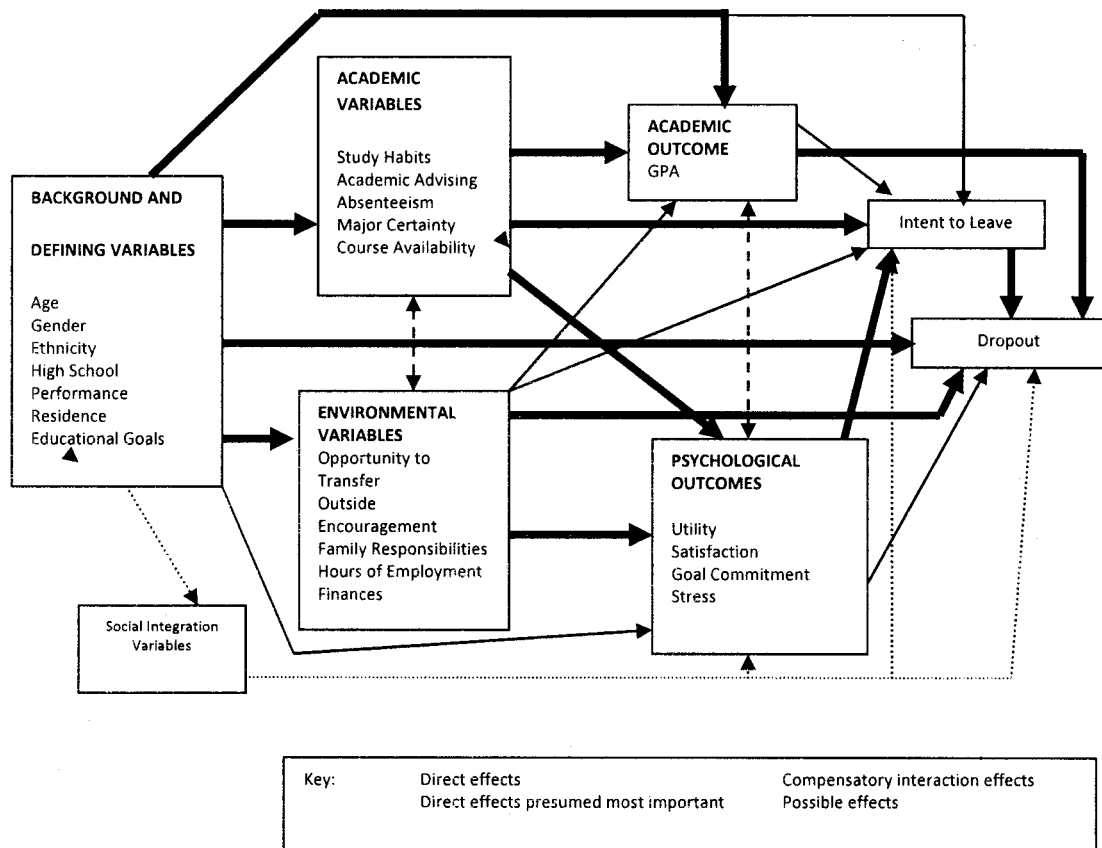 ACADEMIC
VARIABLES
Study Habits
Academic Advising
Absenteeism
Major Certainty
Course Availability
ACADEMIC
OUTCOME
GPA
BACKGROUND AND
DEFINING VARIABLES
Age
Gender
Ethnicity
High School
Performance
Residence
Educational Goals
Intent to Leave
Dropout
ENVIRONMENTAL
VARIABLES
Opportunity to
Transfer
Outside
Encouragement
Family Responsibilities
Hours of Employment
Finances
PSYCHOLOGICAL
OUTCOMES
Utility
Satisfaction
Goal Commitment
Stress
Social Integration
Variables
Key: Direct effects Compensatory interaction effects
Direct effects presumed most important Possible effects